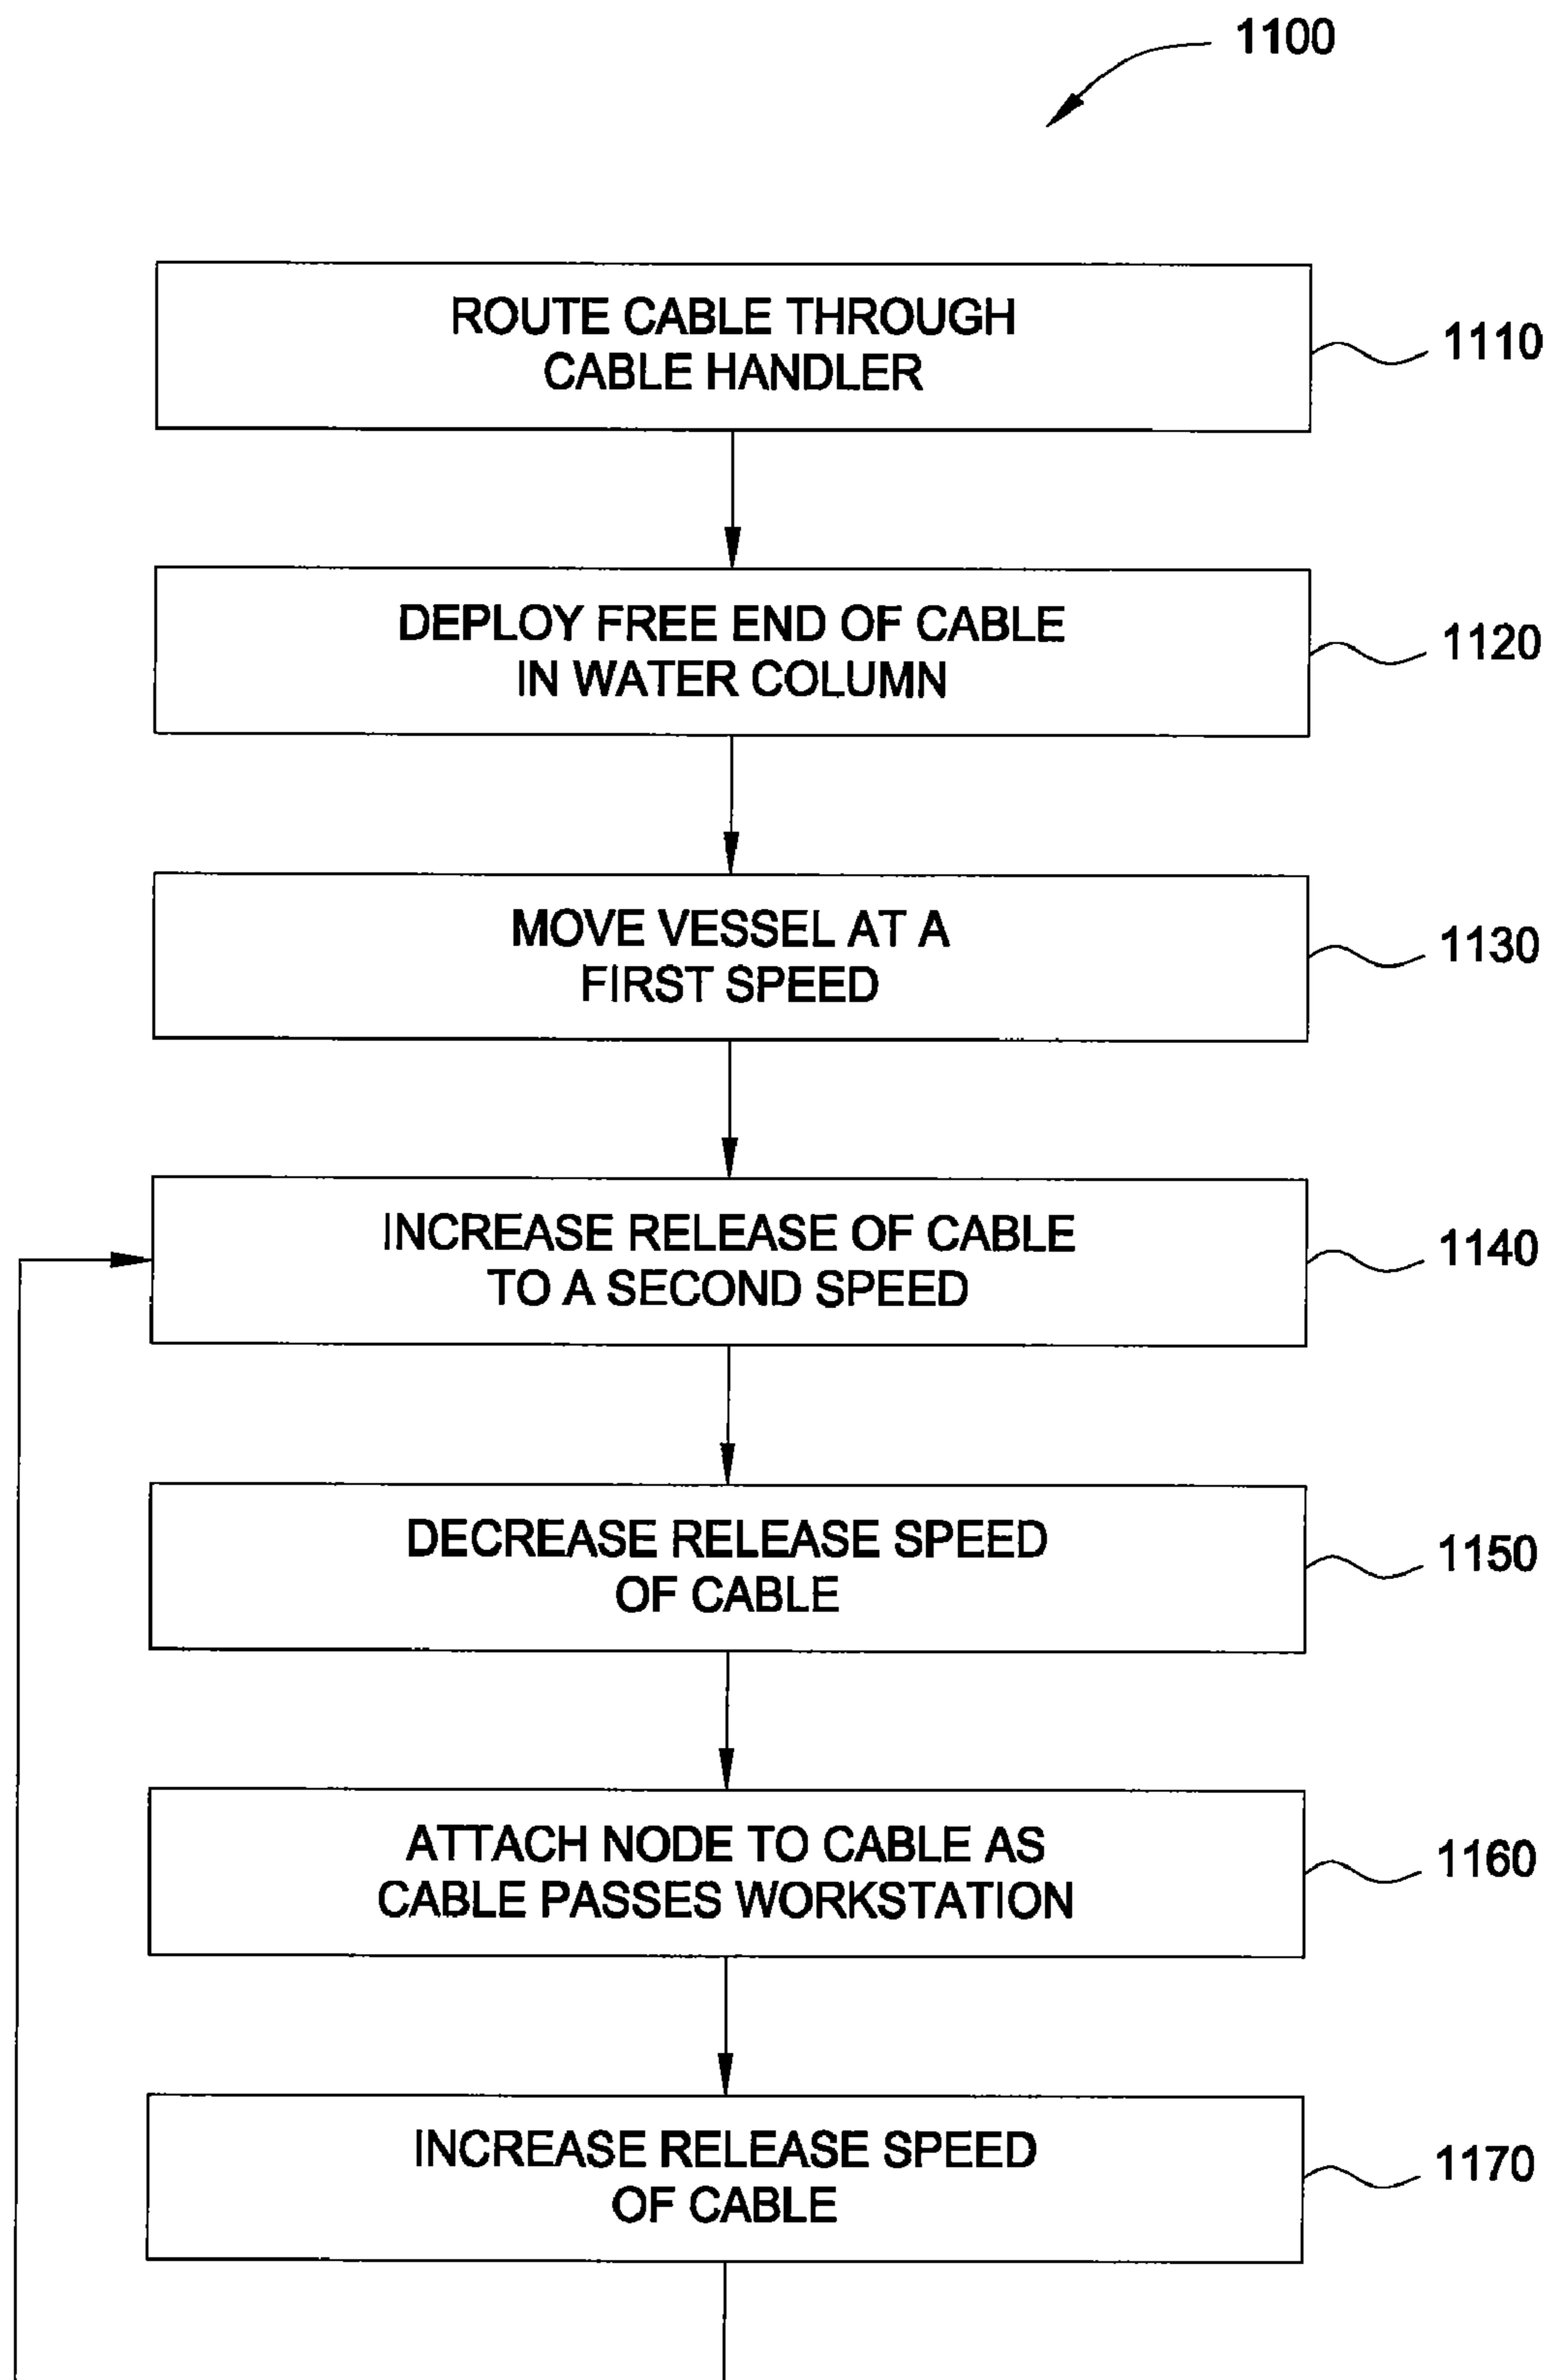 1100
ROUTE CABLE THROUGH
CABLE HANDLER
1110
DEPLOY FREE END OF CABLE
IN WATER COLUMN
1120
MOVE VESSEL AT A
FIRST SPEED
1130
INCREASE RELEASE OF CABLE
TO A SECOND SPEED
1140
DECREASE RELEASE SPEED
OF CABLE
1150
ATTACH NODE TO CABLE AS
CABLE PASSES WORKSTATION
1160
INCREASE RELEASE SPEED
OF CABLE
1170